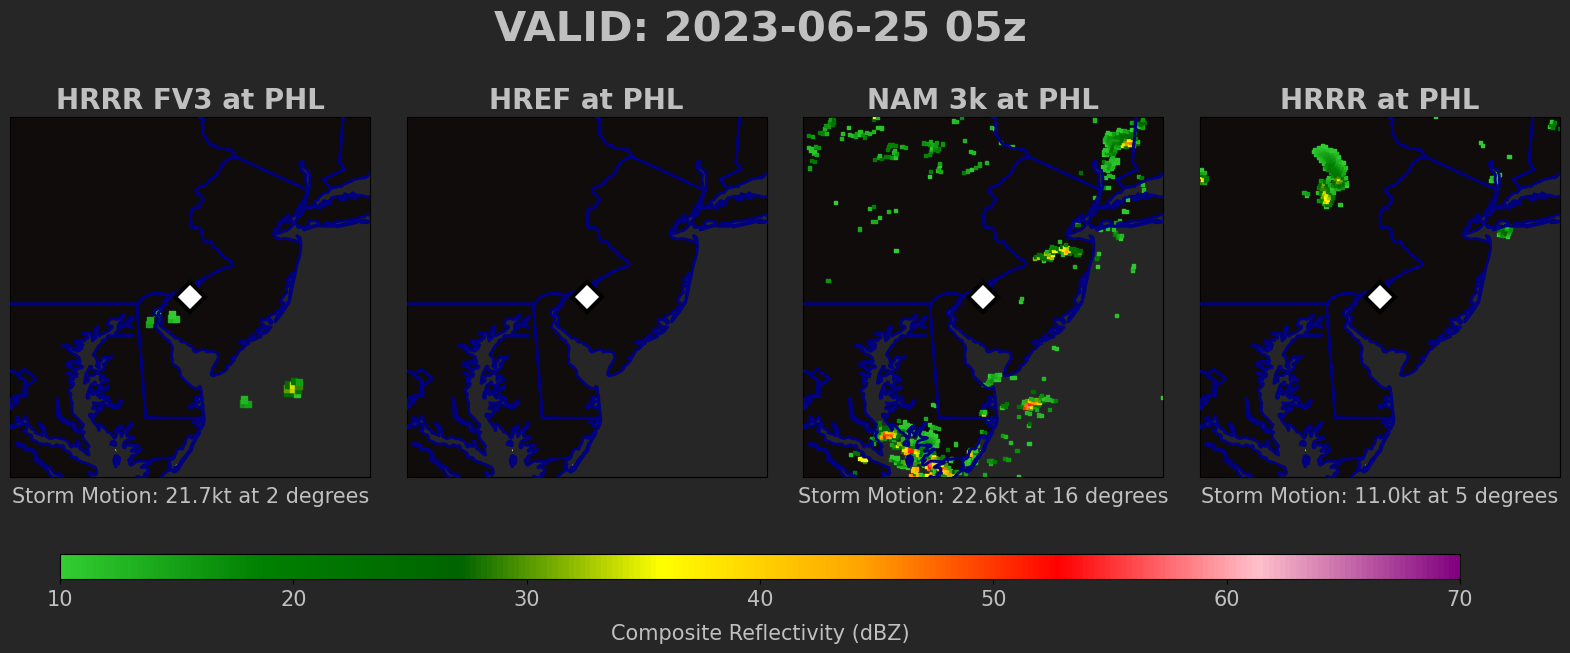 VALID: 2023-06-25 05z
HRRR FV3 at PHL
HREF at PHL
NAM 3k at PHL
HRRR at PHL
Storm Motion: 21.7kt at 2 degrees
Storm Motion: 22.6kt at 16 degrees
Storm Motion: 11.0kt at 5 degrees
10 20 30 40 50 60 70
Composite Reflectivity (dBZ)